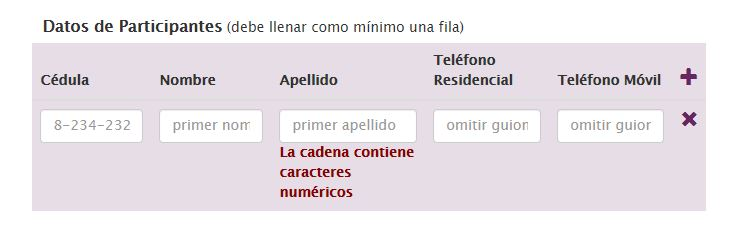 Datos de Participantes (debe llenar como mínimo una fila)
Cédula Nombre Apellido Teléfono Residencial Teléfono Móvil
8-234-232 primer nom primer apellido omitir guion omitir guior
La cadena contiene
caracteres
numéricos